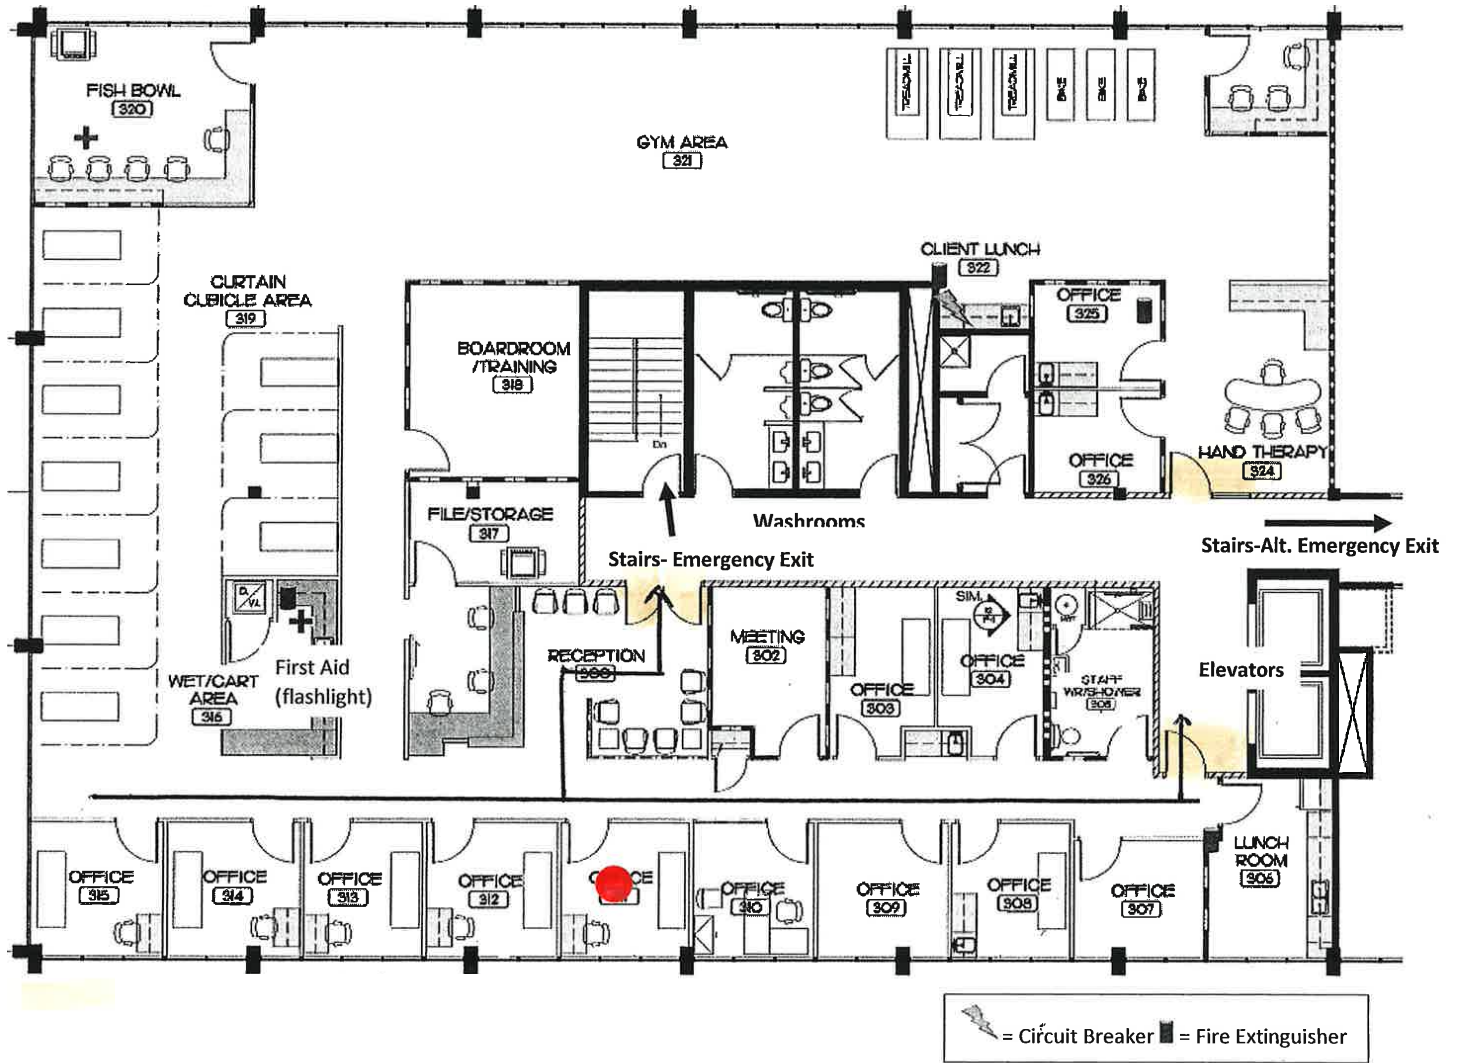 FISH BOWL
320
GYM AREA
321
TREADMILL
TREADMILL
TREADMILL
BIKE
BIKE
BIKE
CLIENT LUNCH
322
CURTAIN
CUBICLE AREA
319
BOARDROOM
/TRAINING
318
Dn
OFFICE
325
OFFICE
326
HAND THERAPY
324
FILE/STORAGE
317
Washrooms
Stairs- Emergency Exit
Stairs-Alt. Emergency Exit
First Aid
(flashlight)
WET/CART
AREA
316
RECEPTION
MEETING
302
OFFICE
303
SIM.
OFFICE
304
STAFF
WR/SHOWER
305
Elevators
OFFICE
315
OFFICE
314
OFFICE
313
OFFICE
312
OFFICE
310
OFFICE
309
OFFICE
308
OFFICE
307
LUNCH
ROOM
306
= Circuit Breaker = Fire Extinguisher